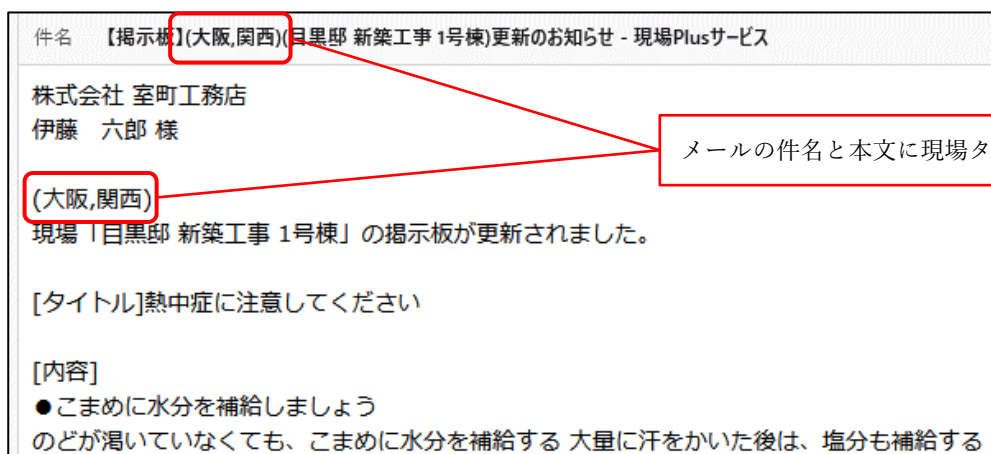 件名 【掲示板】(大阪,関西)(目黒邸 新築工事 1号棟)更新のお知らせ - 現場Plusサービス
株式会社 室町工務店
伊藤　六郎 様
メールの件名と本文に現場タ
(大阪,関西)
現場「目黒邸 新築工事 1号棟」の掲示板が更新されました。
[タイトル]熱中症に注意してください
[内容]
●こまめに水分を補給しましょう
のどが渇いていなくても、こまめに水分を補給する 大量に汗をかいた後は、塩分も補給する